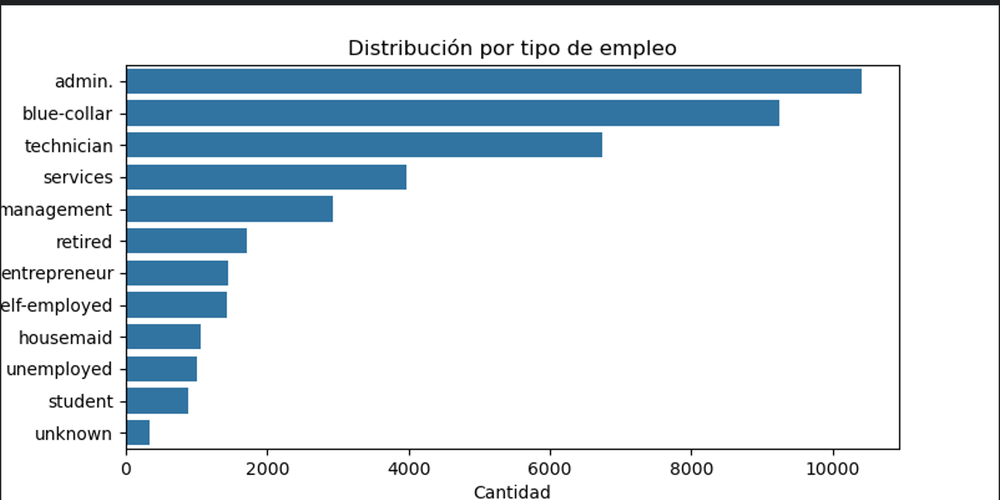 Distribución por tipo de empleo
admin.
blue-collar
technician
services
management
retired
entrepreneur
elf-employed
housemaid
unemployed
student
unknown
0 2000 4000 6000 8000 10000
Cantidad